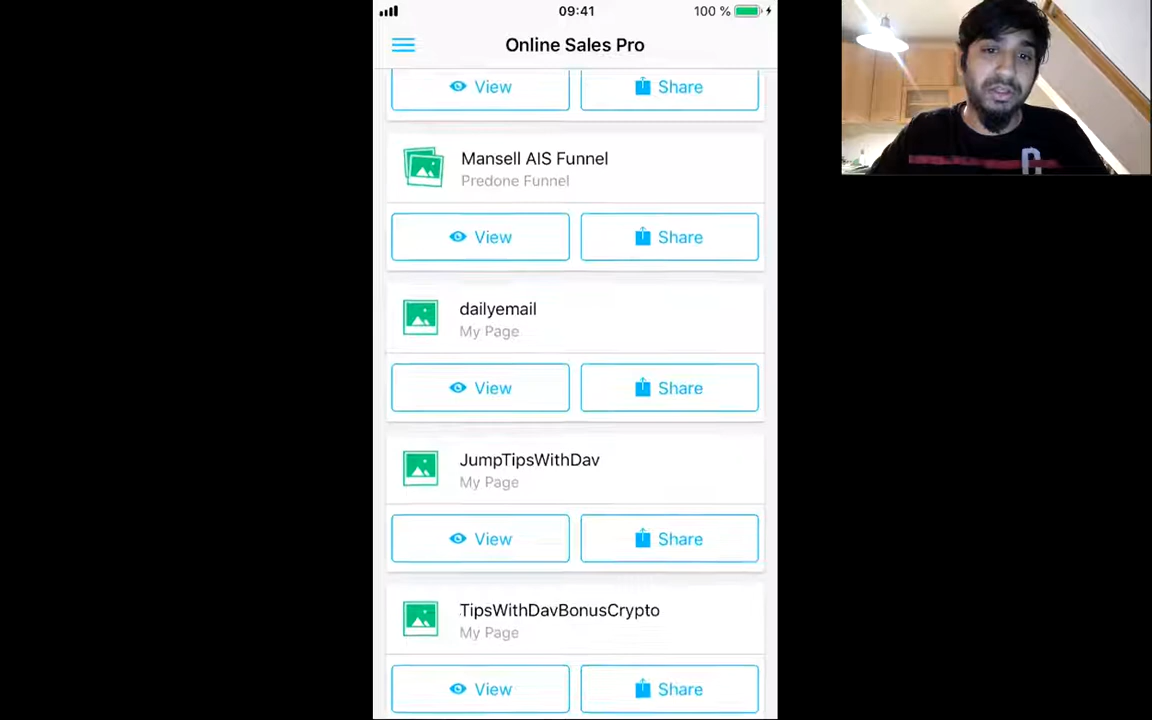 09:41
100 %
Online Sales Pro
View
Share
Mansell AIS Funnel
Predone Funnel
View
Share
dailyemail
My Page
View
Share
JumpTipsWithDav
My Page
View
Share
TipsWithDavBonusCrypto
My Page
View
Share